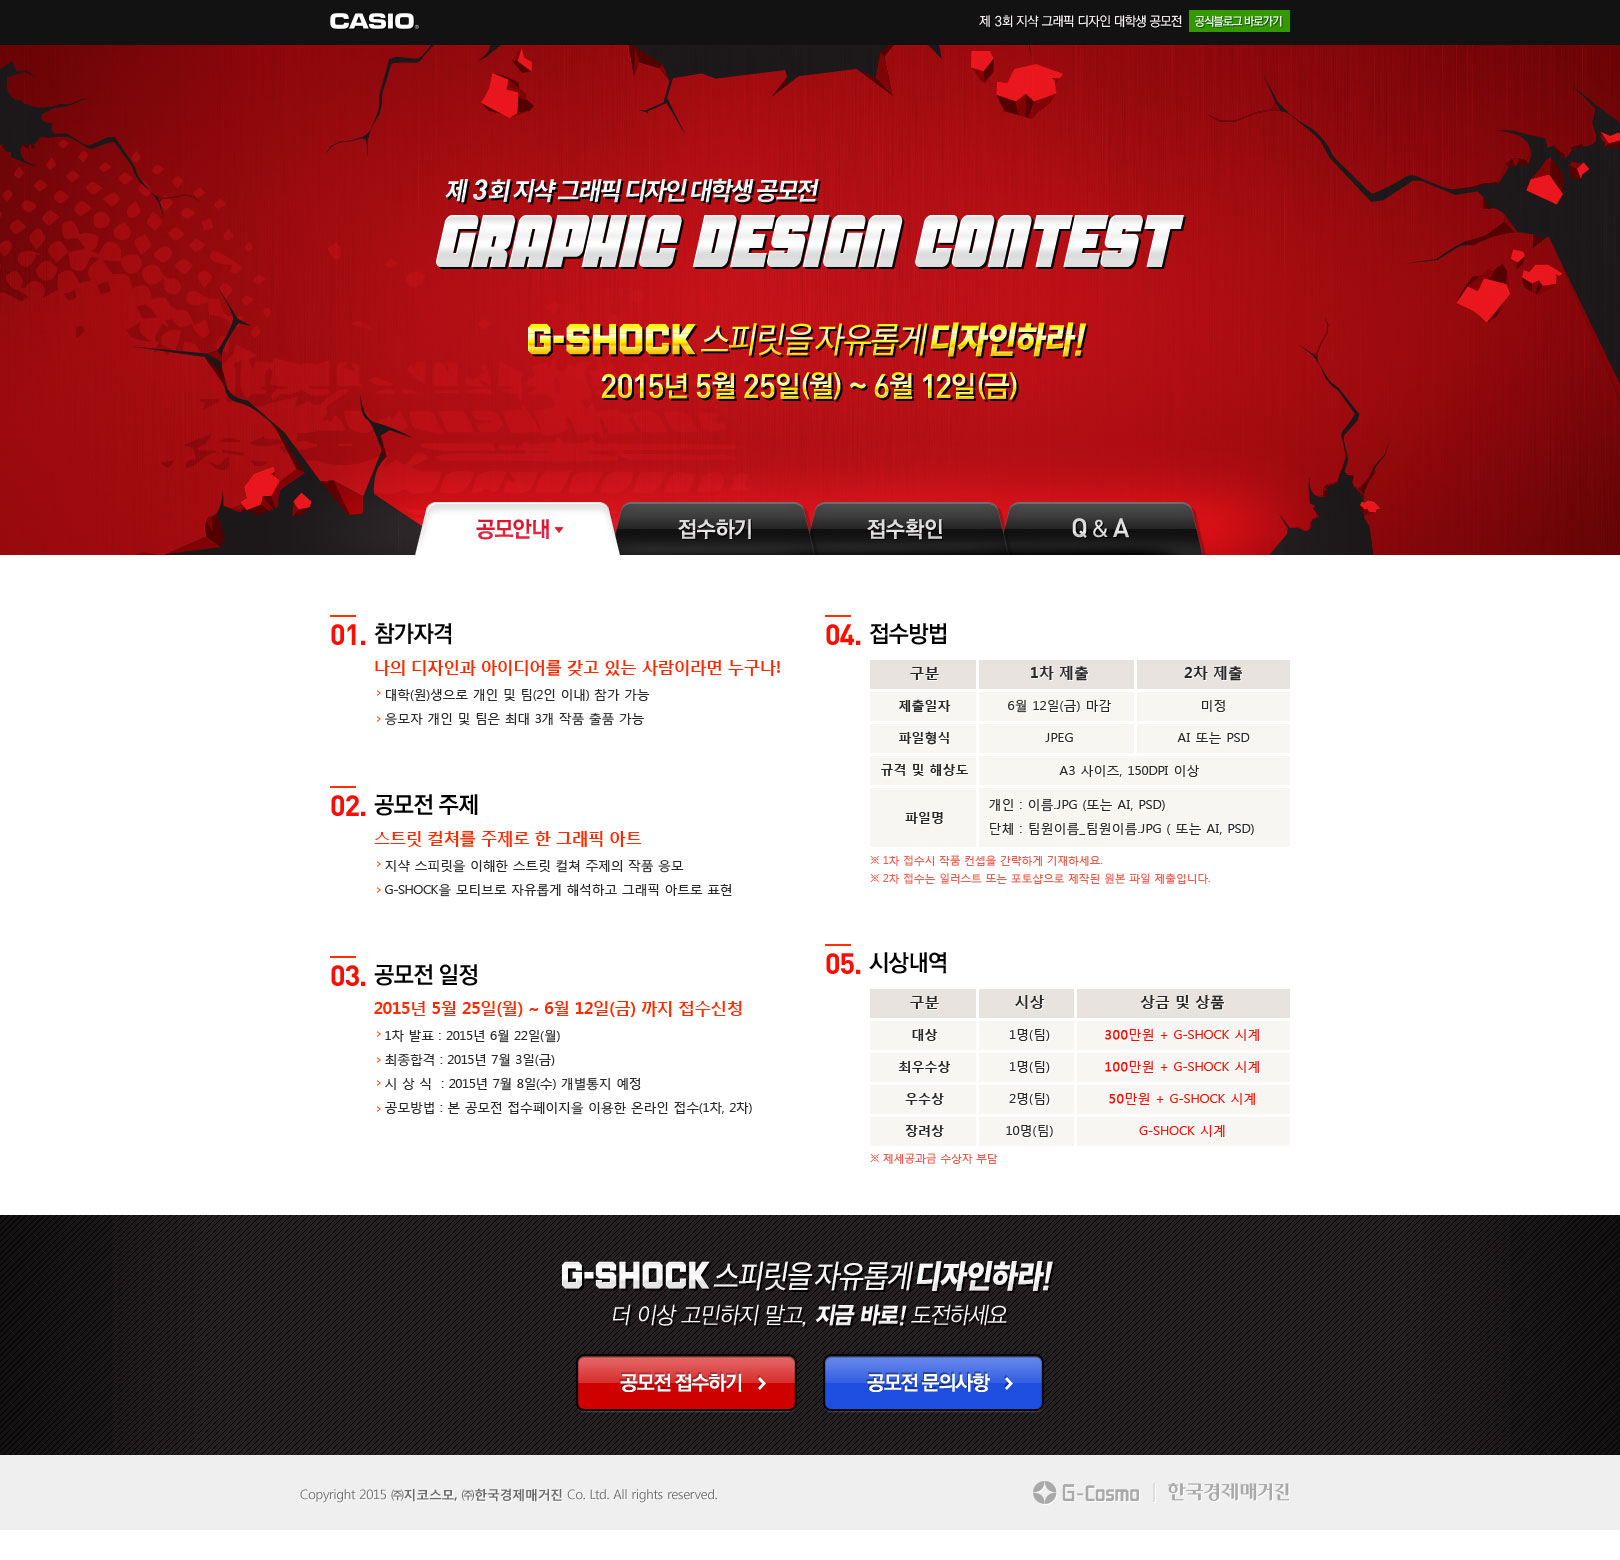 CASIO
제 3회 지샥 그래픽 디자인 대학생 공모전 공식블로그 바로가기
제 3회 지샥 그래픽 디자인 대학생 공모전
GRAPHIC DESIGN CONTEST
G-SHOCK 스피릿을 자유롭게 디자인하라!
2015년 5월 25일(월) ~ 6월 12일(금)
공모안내 접수하기 접수확인 Q & A
01. 참가자격
나의 디자인과 아이디어를 갖고 있는 사람이라면 누구나!
대학(원)생으로 개인 및 팀(2인 이내) 참가 가능
응모자 개인 및 팀은 최대 3개 작품 출품 가능
02. 공모전 주제
스트릿 컬쳐를 주제로 한 그래픽 아트
지샥 스피릿을 이해한 스트릿 컬쳐 주제의 작품 응모
G-SHOCK을 모티브로 자유롭게 해석하고 그래픽 아트로 표현
03. 공모전 일정
2015년 5월 25일(월) ~ 6월 12일(금) 까지 접수신청
1차 발표 : 2015년 6월 22일(월)
최종합격 : 2015년 7월 3일(금)
시 상 식 : 2015년 7월 8일(수) 개별통지 예정
공모방법 : 본 공모전 접수페이지을 이용한 온라인 접수(1차, 2차)
04. 접수방법
구분 1차 제출 2차 제출
제출일자 6월 12일(금) 마감 미정
파일형식 JPEG AI 또는 PSD
규격 및 해상도 A3 사이즈, 150DPI 이상
파일명 개인 : 이름.JPG (또는 AI, PSD)
단체 : 팀원이름_팀원이름.JPG ( 또는 AI, PSD)
※ 1차 접수시 작품 컨셉을 간략하게 기재하세요.
※ 2차 접수는 일러스트 또는 포토샵으로 제작된 원본 파일 제출입니다.
05. 시상내역
구분 시상 상금 및 상품
대상 1명(팀) 300만원 + G-SHOCK 시계
최우수상 1명(팀) 100만원 + G-SHOCK 시계
우수상 2명(팀) 50만원 + G-SHOCK 시계
장려상 10명(팀) G-SHOCK 시계
※ 제세공과금 수상자 부담
G-SHOCK 스피릿을 자유롭게 디자인하라!
더 이상 고민하지 말고, 지금 바로! 도전하세요
공모전 접수하기 공모전 문의사항
Copyright 2015 ㈜지코스모, ㈜한국경제매거진 Co. Ltd. All rights reserved.
G-Cosmo 한국경제매거진